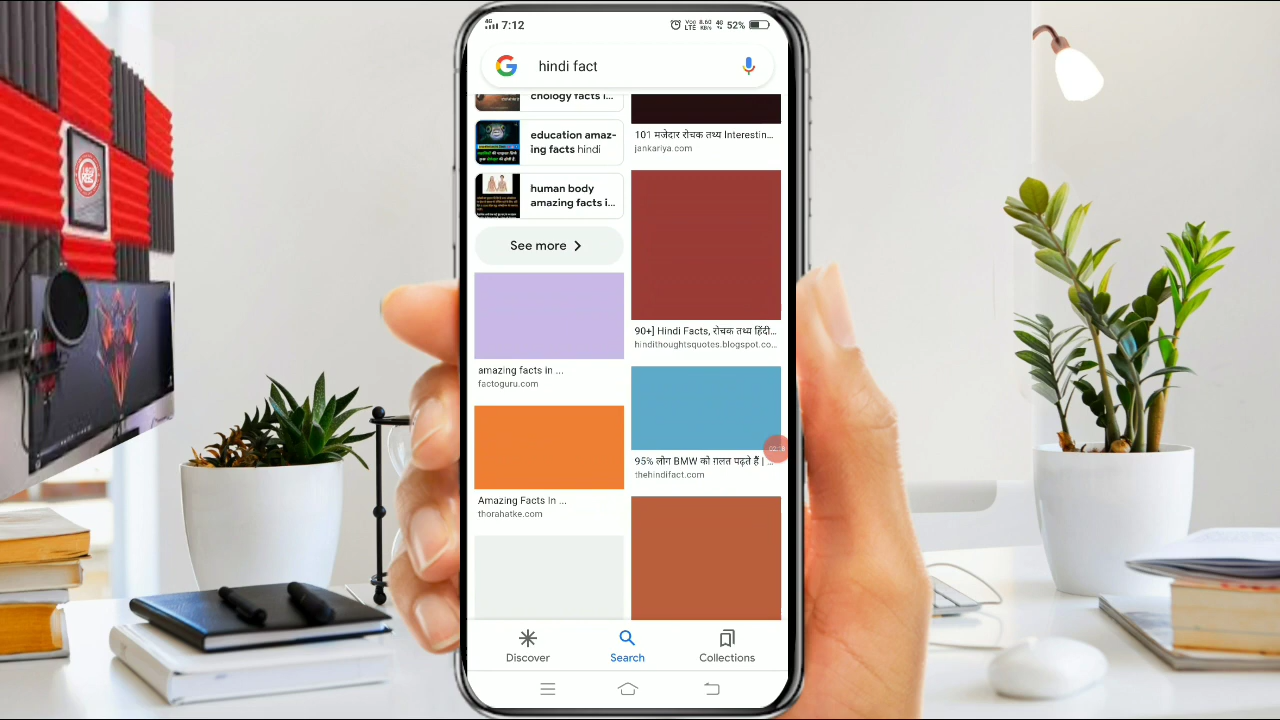 4G 7:12
52%
hindi fact
chology facts i...
education amaz-
ing facts hindi
human body
amazing facts i...
See more
amazing facts in ...
factoguru.com
Amazing Facts In ...
thorahatke.com
101 मजेदार रोचक तथ्य Interestin...
jankariya.com
90+] Hindi Facts, रोचक तथ्य हिंदी...
hindithoughtsquotes.blogspot.co...
95% लोग BMW को ग़लत पढ़ते हैं | ...
thehindifact.com
Discover
Search
Collections